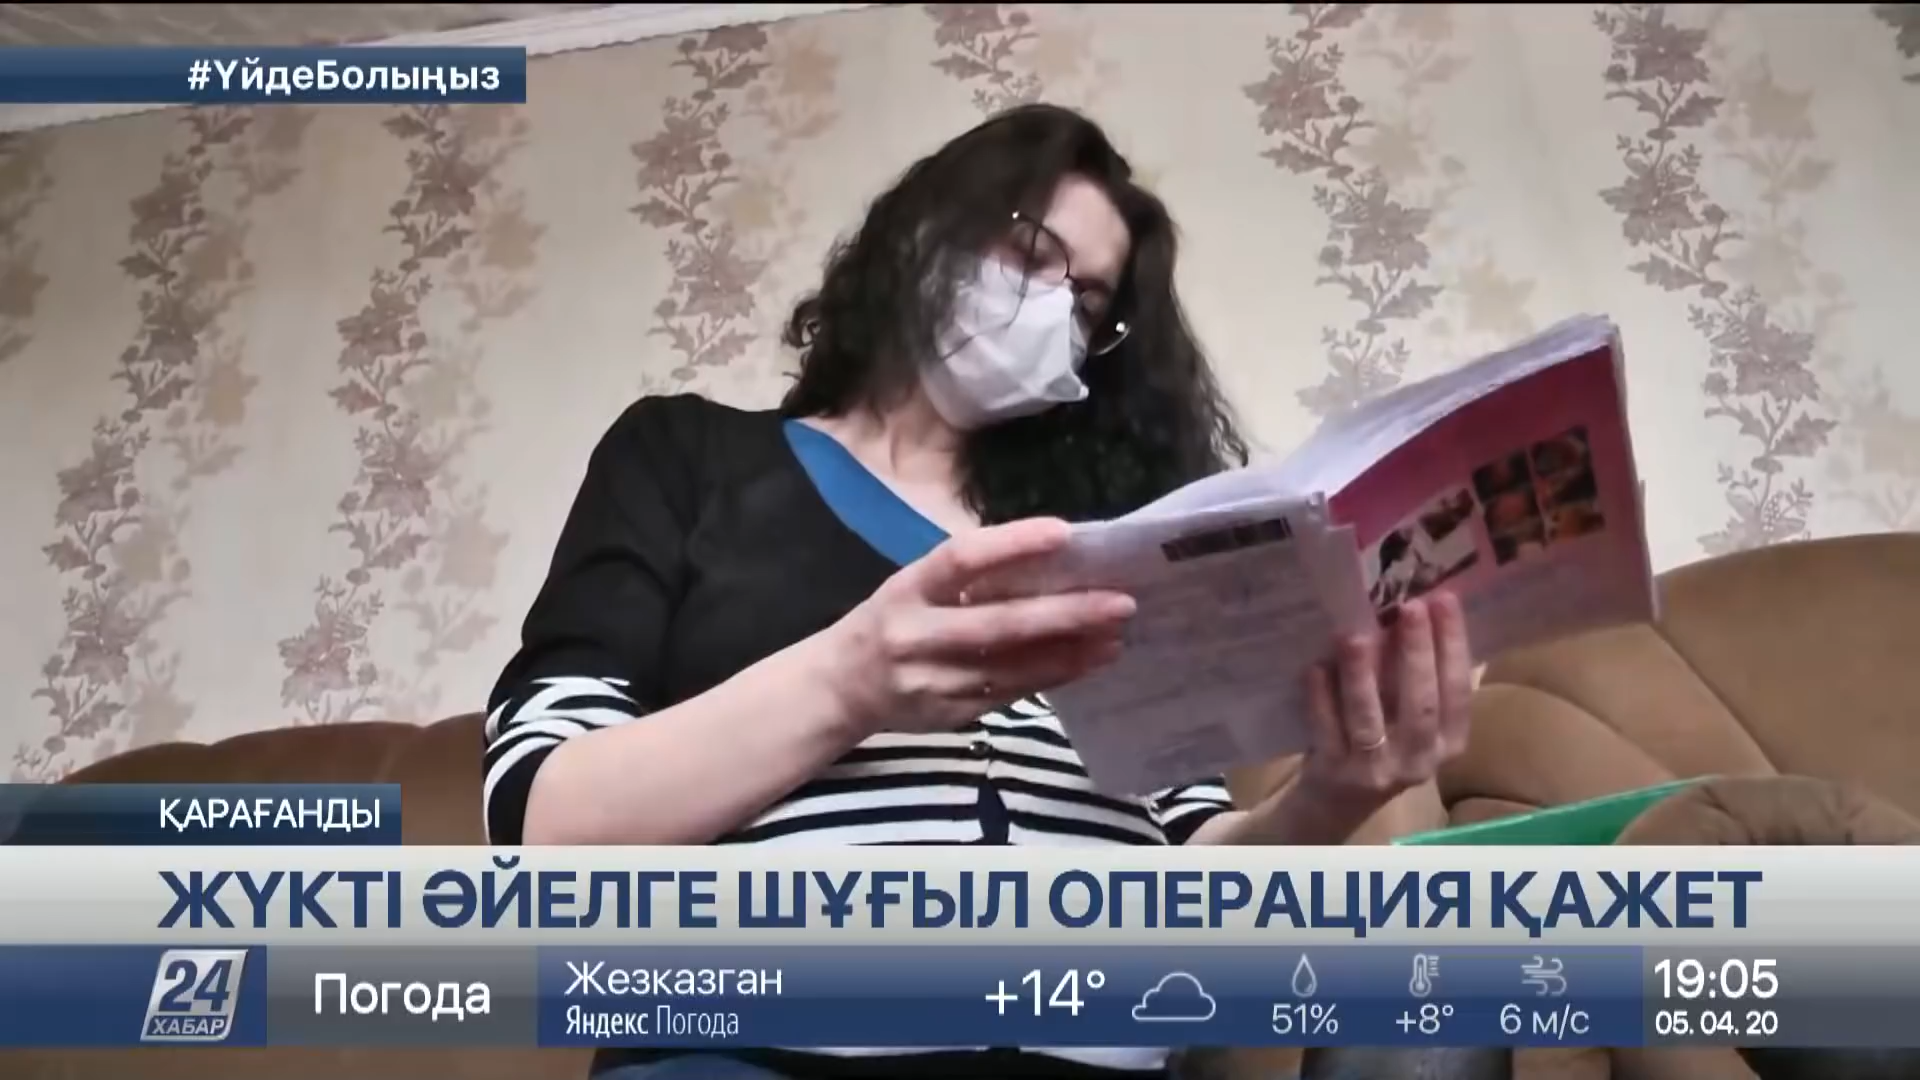 #ҮйдеБолыңыз
ҚАРАҒАНДЫ
ЖҮКТІ ӘЙЕЛГЕ ШҰҒЫЛ ОПЕРАЦИЯ ҚАЖЕТ
24
ХАБАР
Погода
Жезказган
Яндекс Погода
+14°
51%
+8°
6 м/с
19:05
05. 04. 20